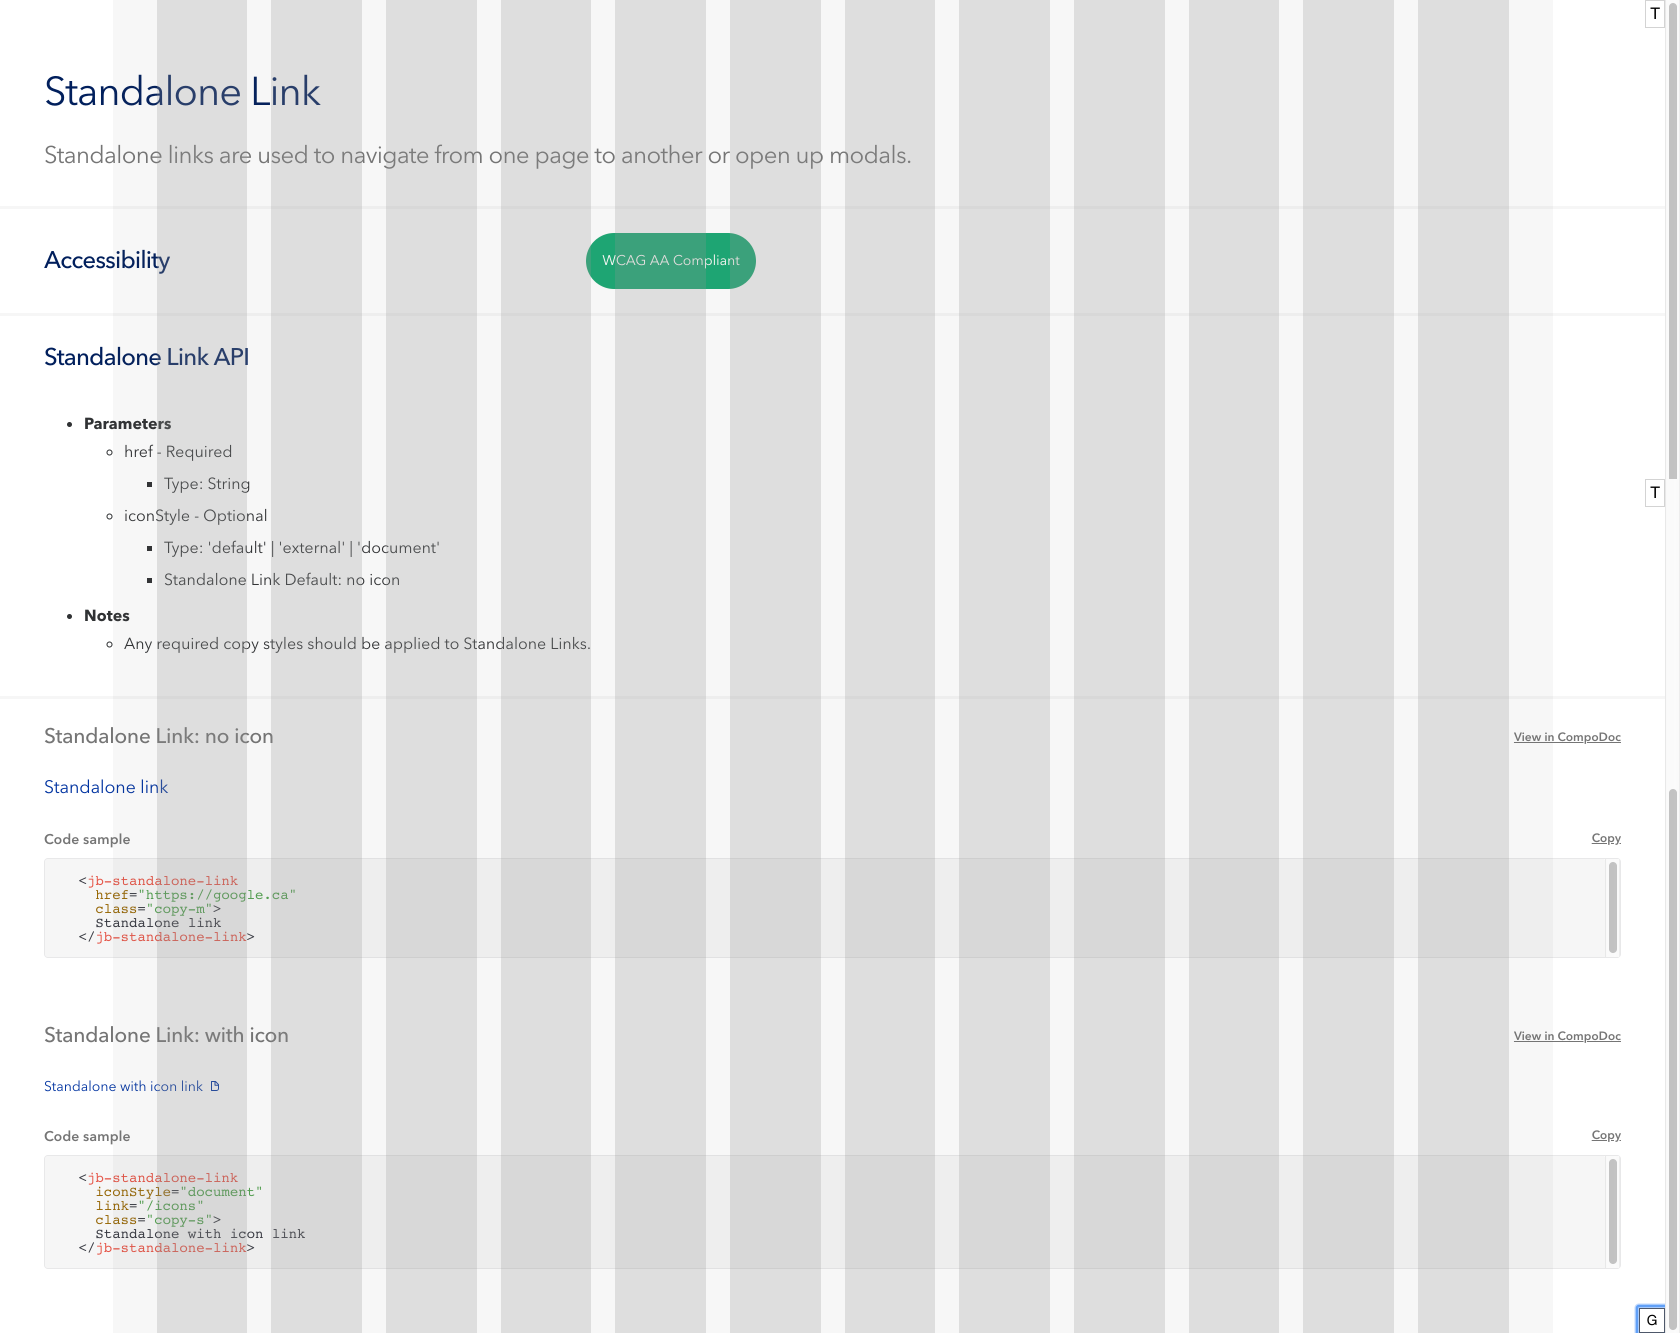 T
Standalone Link
Standalone links are used to navigate from one page to another or open up modals.
Accessibility
WCAG AA Compliant
Standalone Link API
• Parameters
href - Required
Type: String
iconStyle - Optional
Type: 'default' | 'external' | 'document'
Standalone Link Default: no icon
T
• Notes
Any required copy styles should be applied to Standalone Links.
Standalone Link: no icon
View in CompoDoc
Standalone link
Code sample
Copy
<jb-standalone-link
href="https://google.ca"
class="copy-m">
Standalone link
</jb-standalone-link>
Standalone Link: with icon
View in CompoDoc
Standalone with icon link
Code sample
Copy
<jb-standalone-link
iconStyle="document"
link="/icons"
class="copy-s">
Standalone with icon link
</jb-standalone-link>
G